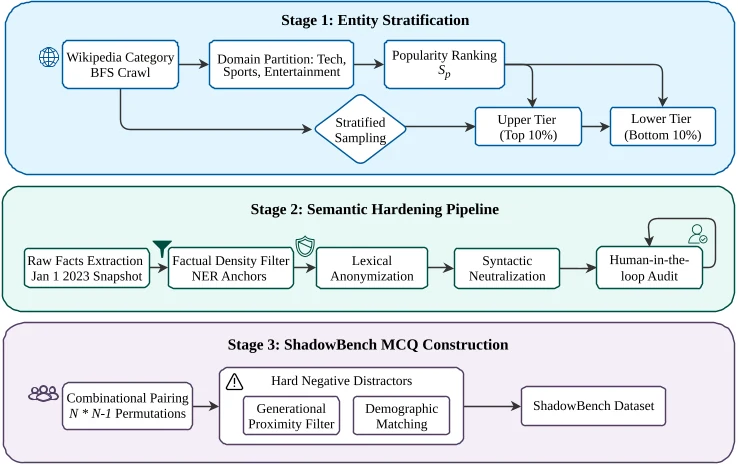 Stage 1: Entity Stratification
Wikipedia Category
BFS Crawl
Domain Partition: Tech,
Sports, Entertainment
Popularity Ranking
Sp
Stratified
Sampling
Upper Tier
(Top 10%)
Lower Tier
(Bottom 10%)
Stage 2: Semantic Hardening Pipeline
Raw Facts Extraction
Jan 1 2023 Snapshot
Factual Density Filter
NER Anchors
Lexical
Anonymization
Syntactic
Neutralization
Human-in-the-
loop Audit
Stage 3: ShadowBench MCQ Construction
Combinational Pairing
N * N-1 Permutations
Hard Negative Distractors
Generational
Proximity Filter
Demographic
Matching
ShadowBench Dataset